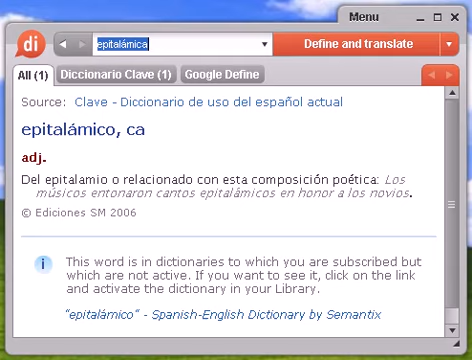 Menu
di
epitalámica
Define and translate
All (1)
Diccionario Clave (1)
Google Define
Source: Clave - Diccionario de uso del español actual
epitalámico, ca
adj.
Del epitalamio o relacionado con esta composición poética: Los
músicos entonaron cantos epitalámicos en honor a los novios.
© Ediciones SM 2006
i
This word is in dictionaries to which you are subscribed but
which are not active. If you want to see it, click on the link
and activate the dictionary in your Library.
"epitalámico" - Spanish-English Dictionary by Semantix